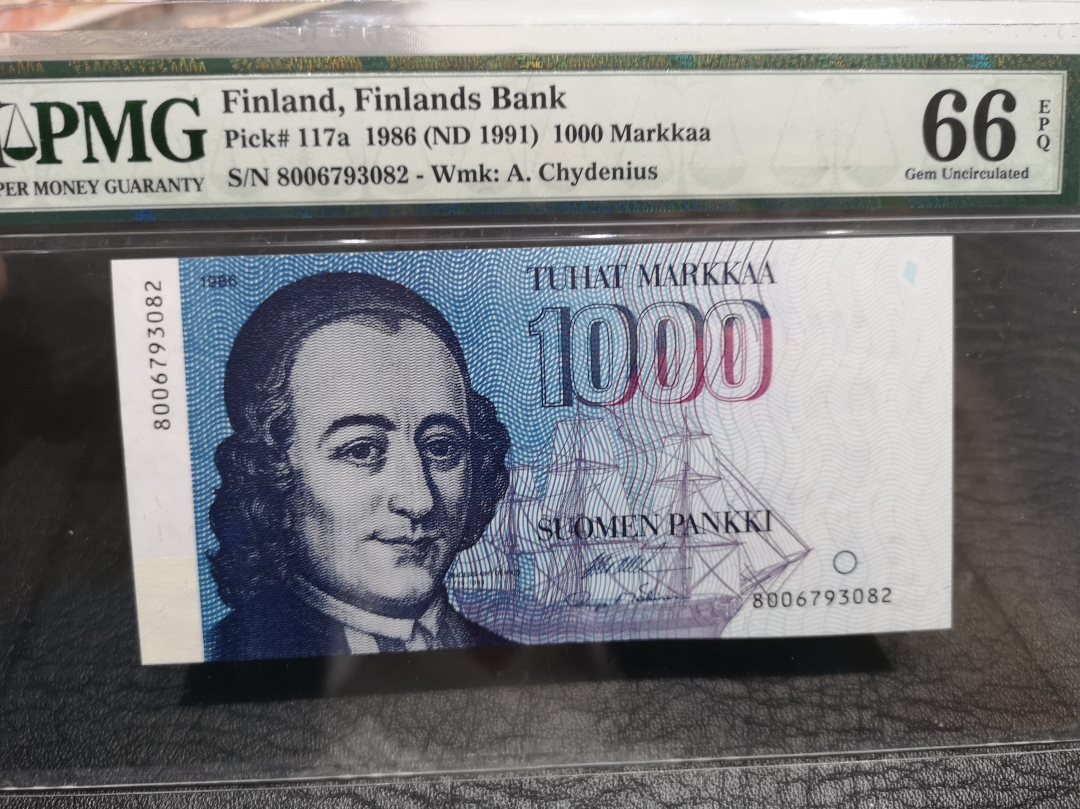 PMG
PER MONEY GUARANTY
Finland, Finlands Bank
Pick# 117a 1986 (ND 1991) 1000 Markkaa
S/N 8006793082 - Wmk: A. Chydenius
66
EPQ
Gem Uncirculated
8006793082
1986
TUHAT MARKKAA
1000
SUOMEN PANKKI
8006793082